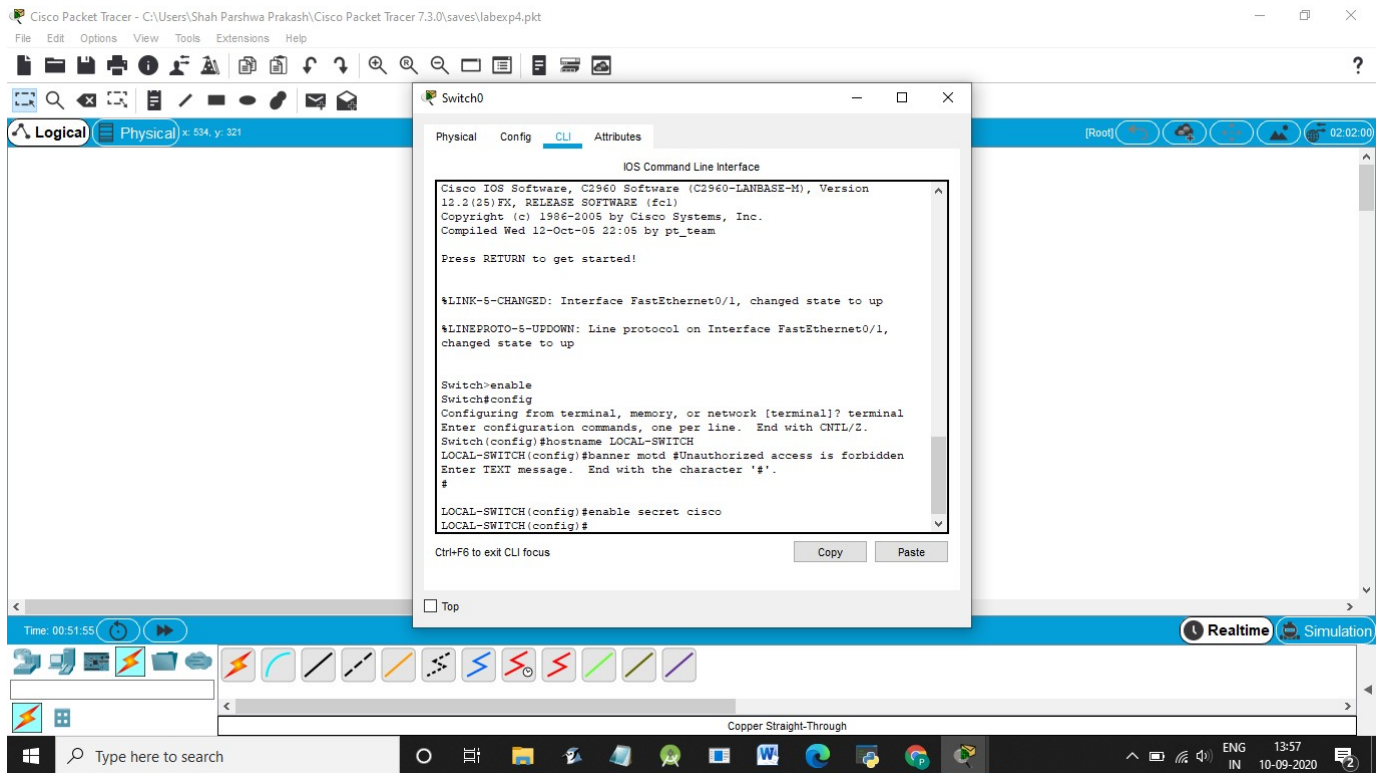 Cisco Packet Tracer - C:\Users\Shah Parshwa Prakash\Cisco Packet Tracer 7.3.0\saves\labexp4.pkt
File Edit Options View Tools Extensions Help
?
Switch0
Logical Physical x: 534, y: 321
[Root] 02:02:00
Physical Config CLI Attributes
IOS Command Line Interface
Cisco IOS Software, C2960 Software (C2960-LANBASE-M), Version
12.2(25)FX, RELEASE SOFTWARE (fc1)
Copyright (c) 1986-2005 by Cisco Systems, Inc.
Compiled Wed 12-Oct-05 22:05 by pt_team
Press RETURN to get started!
%LINK-5-CHANGED: Interface FastEthernet0/1, changed state to up
%LINEPROTO-5-UPDOWN: Line protocol on Interface FastEthernet0/1,
changed state to up
Switch>enable
Switch#config
Configuring from terminal, memory, or network [terminal]? terminal
Enter configuration commands, one per line.  End with CNTL/Z.
Switch(config)#hostname LOCAL-SWITCH
LOCAL-SWITCH(config)#banner motd #Unauthorized access is forbidden
Enter TEXT message.  End with the character '#'.
#
LOCAL-SWITCH(config)#enable secret cisco
LOCAL-SWITCH(config)#
Ctrl+F6 to exit CLI focus
Copy Paste
Top
Time: 00:51:55
Realtime Simulation
Copper Straight-Through
Type here to search
ENG
IN
13:57
10-09-2020
2